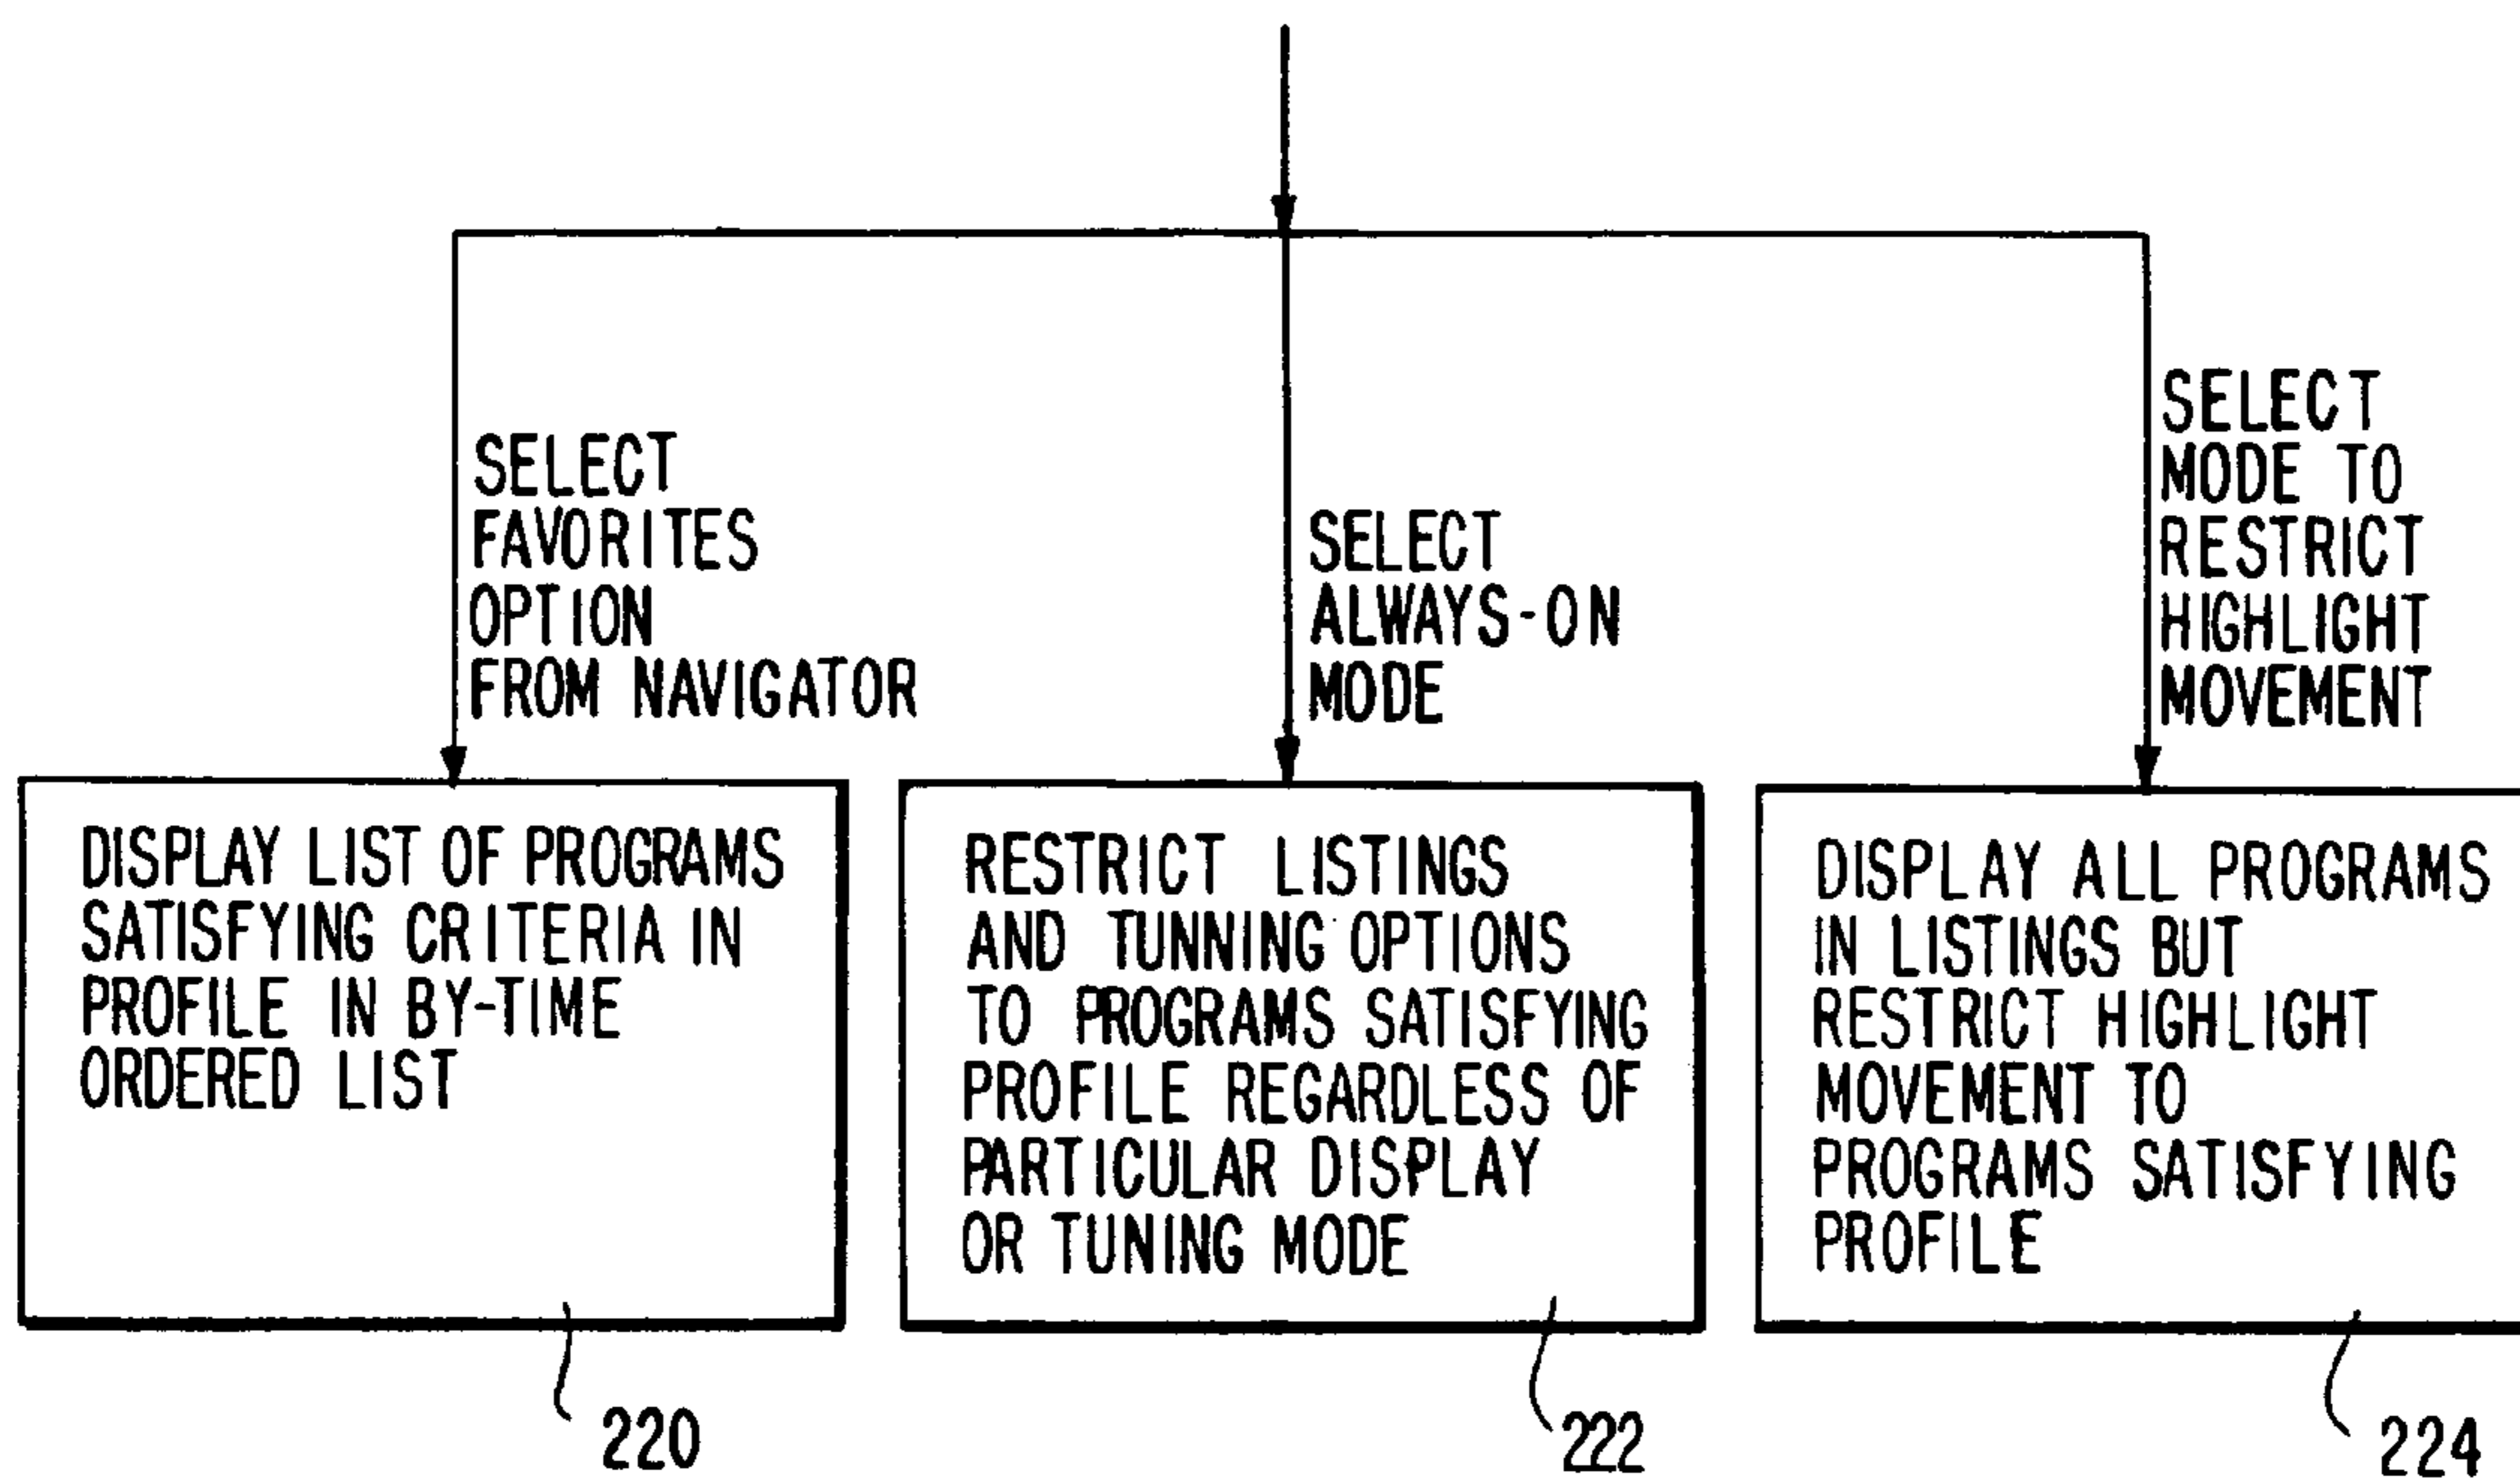 SELECT
FAVORITES
OPTION
FROM NAVIGATOR
SELECT
ALWAYS-ON
MODE
SELECT
MODE TO
RESTRICT
HIGHLIGHT
MOVEMENT
DISPLAY LIST OF PROGRAMS
SATISFYING CRITERIA IN
PROFILE IN BY-TIME
ORDERED LIST
RESTRICT LISTINGS
AND TUNNING OPTIONS
TO PROGRAMS SATISFYING
PROFILE REGARDLESS OF
PARTICULAR DISPLAY
OR TUNING MODE
DISPLAY ALL PROGRAMS
IN LISTINGS BUT
RESTRICT HIGHLIGHT
MOVEMENT TO
PROGRAMS SATISFYING
PROFILE
220
222
224